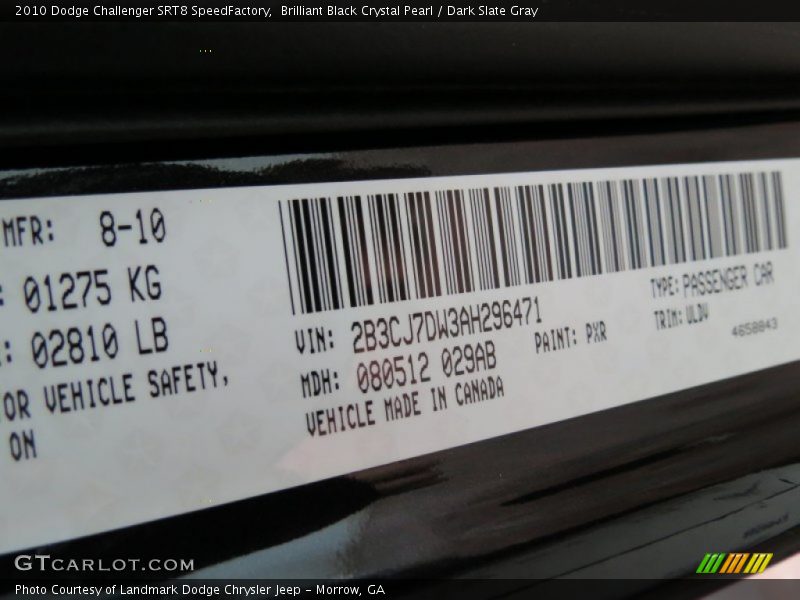 2010 Dodge Challenger SRT8 SpeedFactory,  Brilliant Black Crystal Pearl / Dark Slate Gray
MFR: 8-10
: 01275 KG
: 02810 LB
OR VEHICLE SAFETY,
ON
VIN: 2B3CJ7DW3AH296471
TYPE: PASSENGER CAR
MDH: 080512 029AB
PAINT: PXR
TRIM: ULDV
VEHICLE MADE IN CANADA
4658843
GTCARLOT.COM
Photo Courtesy of Landmark Dodge Chrysler Jeep - Morrow, GA